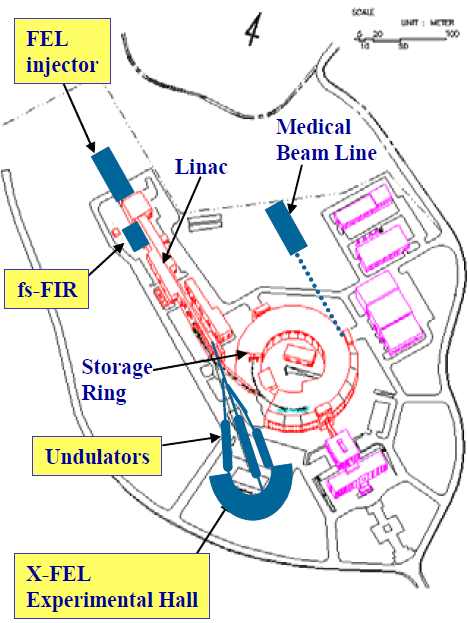 SCALE
UNIT : METER
0 20 100
10 50
4
FEL
injector
Medical
Beam Line
Linac
fs-FIR
Storage
Ring
Undulators
X-FEL
Experimental Hall